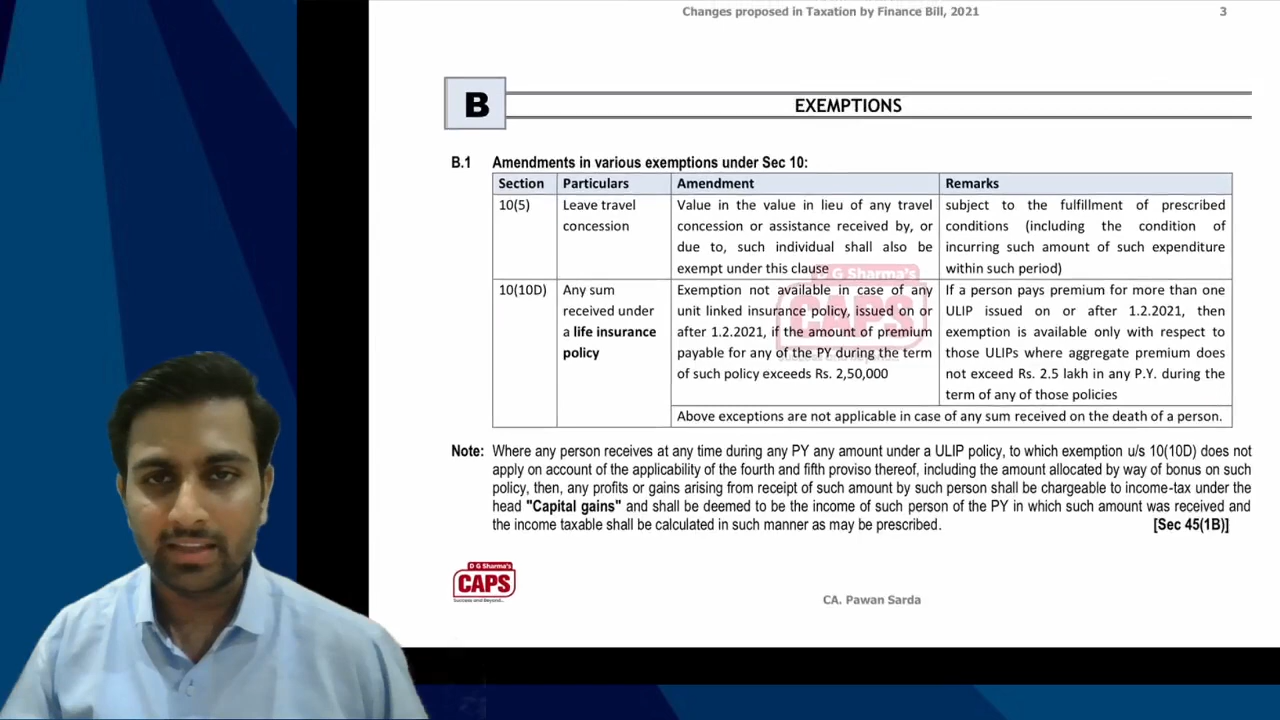 Changes proposed in Taxation by Finance Bill, 2021 3
B EXEMPTIONS
B.1 Amendments in various exemptions under Sec 10:
Section Particulars Amendment Remarks
10(5) Leave travel concession
Value in the value in lieu of any travel
concession or assistance received by, or
due to, such individual shall also be
exempt under this clause
subject to the fulfillment of prescribed
conditions (including the condition of
incurring such amount of such expenditure
within such period)
10(10D)
Any sum
received under
a life insurance
policy
Exemption not available in case of any
unit linked insurance policy, issued on or
after 1.2.2021, if the amount of premium
payable for any of the PY during the term
of such policy exceeds Rs. 2,50,000
If a person pays premium for more than one
ULIP issued on or after 1.2.2021, then
exemption is available only with respect to
those ULIPs where aggregate premium does
not exceed Rs. 2.5 lakh in any P.Y. during the
term of any of those policies
Above exceptions are not applicable in case of any sum received on the death of a person.
D G Sharma's
CAPS
Note: Where any person receives at any time during any PY any amount under a ULIP policy, to which exemption u/s 10(10D) does not
apply on account of the applicability of the fourth and fifth proviso thereof, including the amount allocated by way of bonus on such
policy, then, any profits or gains arising from receipt of such amount by such person shall be chargeable to income-tax under the
head "Capital gains" and shall be deemed to be the income of such person of the PY in which such amount was received and
the income taxable shall be calculated in such manner as may be prescribed. [Sec 45(1B)]
D G Sharma's
CAPS
Success and Beyond..
CA. Pawan Sarda